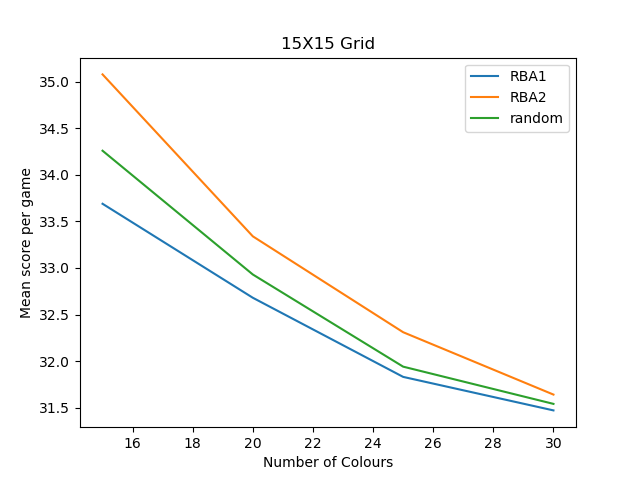 15X15 Grid
RBA1
RBA2
random
Mean score per game
35.0
34.5
34.0
33.5
33.0
32.5
32.0
31.5
16 18 20 22 24 26 28 30
Number of Colours